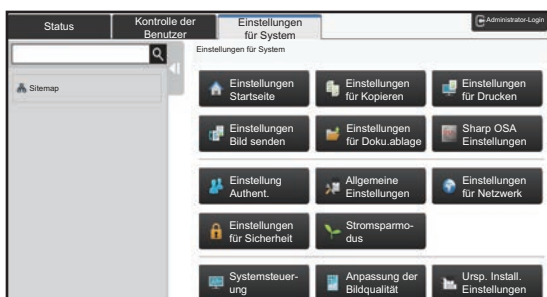 Status
Kontrolle der
Benutzer
Einstellungen
für System
Administrator-Login
Einstellungen für System
Sitemap
Einstellungen
Startseite
Einstellungen
für Kopieren
Einstellungen
für Drucken
Einstellungen
Bild senden
Einstellungen
für Doku.ablage
Sharp OSA
Einstellungen
Einstellung
Authent.
Allgemeine
Einstellungen
Einstellungen
für Netzwerk
Einstellungen
für Sicherheit
Stromsparmo-
dus
Systemsteuer-
ung
Anpassung der
Bildqualität
Ursp. Install.
Einstellungen